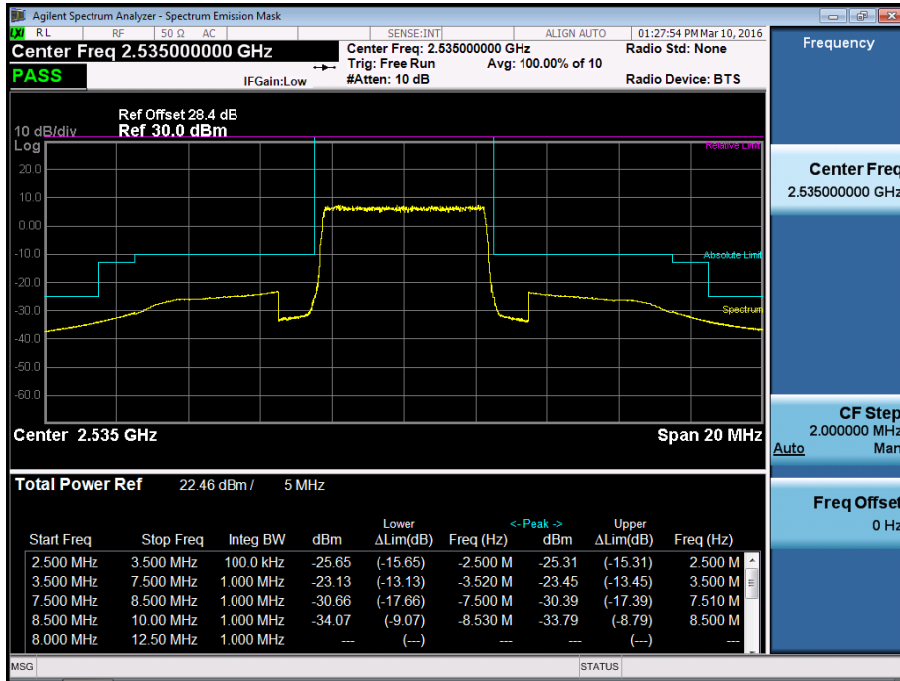 Agilent Spectrum Analyzer - Spectrum Emission Mask
LXI RL RF 50 Ω AC SENSE:INT ALIGN AUTO 01:27:54 PM Mar 10, 2016
Center Freq 2.535000000 GHz
Center Freq: 2.535000000 GHz
Radio Std: None
Trig: Free Run Avg: 100.00% of 10
PASS
IFGain:Low
#Atten: 10 dB
Radio Device: BTS
Ref Offset 28.4 dB
10 dB/div Ref 30.0 dBm
Log
Relative Limit
20.0
10.0
0.00
-10.0
Absolute Limit
-20.0
-30.0
Spectrum
-40.0
-50.0
-60.0
Center 2.535 GHz Span 20 MHz
Total Power Ref 22.46 dBm / 5 MHz
Lower <- Peak -> Upper
Start Freq Stop Freq Integ BW dBm ΔLim(dB) Freq (Hz) dBm ΔLim(dB) Freq (Hz)
2.500 MHz 3.500 MHz 100.0 kHz -25.65 (-15.65) -2.500 M -25.31 (-15.31) 2.500 M
3.500 MHz 7.500 MHz 1.000 MHz -23.13 (-13.13) -3.520 M -23.45 (-13.45) 3.500 M
7.500 MHz 8.500 MHz 1.000 MHz -30.66 (-17.66) -7.500 M -30.39 (-17.39) 7.510 M
8.500 MHz 10.00 MHz 1.000 MHz -34.07 (-9.07) -8.530 M -33.79 (-8.79) 8.500 M
8.000 MHz 12.50 MHz 1.000 MHz --- (---) --- --- (---) ---
MSG STATUS
Frequency
Center Freq
2.535000000 GHz
CF Step
2.000000 MHz
Auto Man
Freq Offset
0 Hz